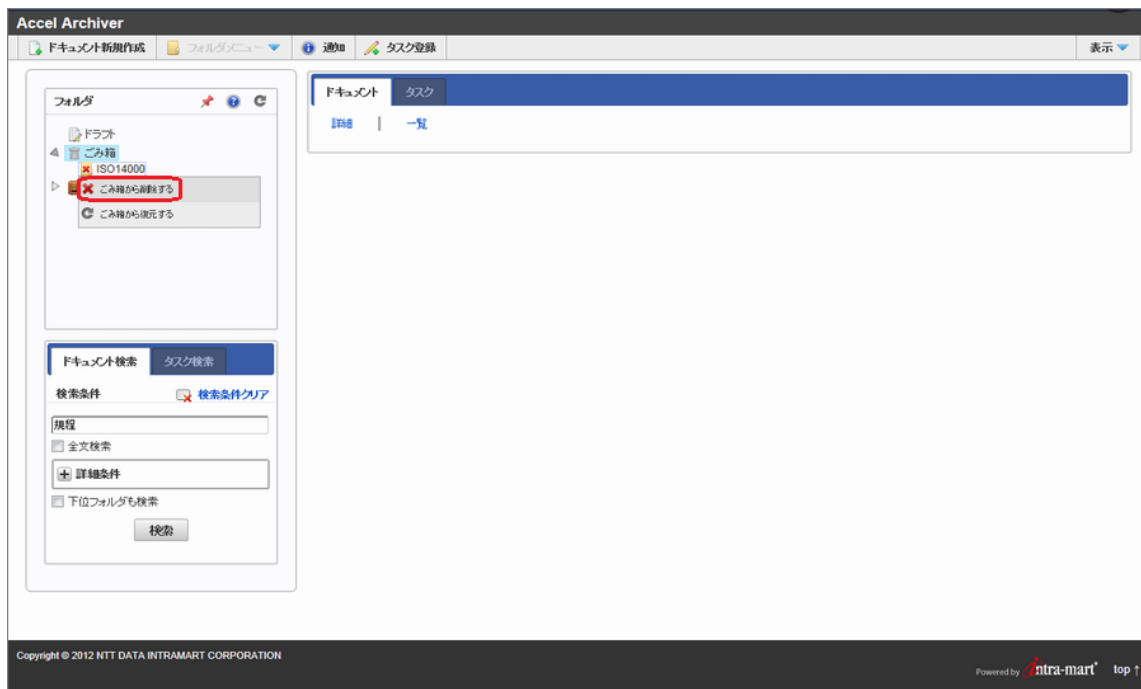 Accel Archiver
ドキュメント新規作成 フォルダメニュー 通知 タスク登録 表示
フォルダ
ドラフト
ごみ箱
ISO14000
ごみ箱から削除する
ごみ箱から復元する
ドキュメント タスク
詳細 | 一覧
ドキュメント検索 タスク検索
検索条件 検索条件クリア
規程
全文検索
詳細条件
下位フォルダも検索
検索
Copyright © 2012 NTT DATA INTRAMART CORPORATION
Powered by intra-mart top ↑